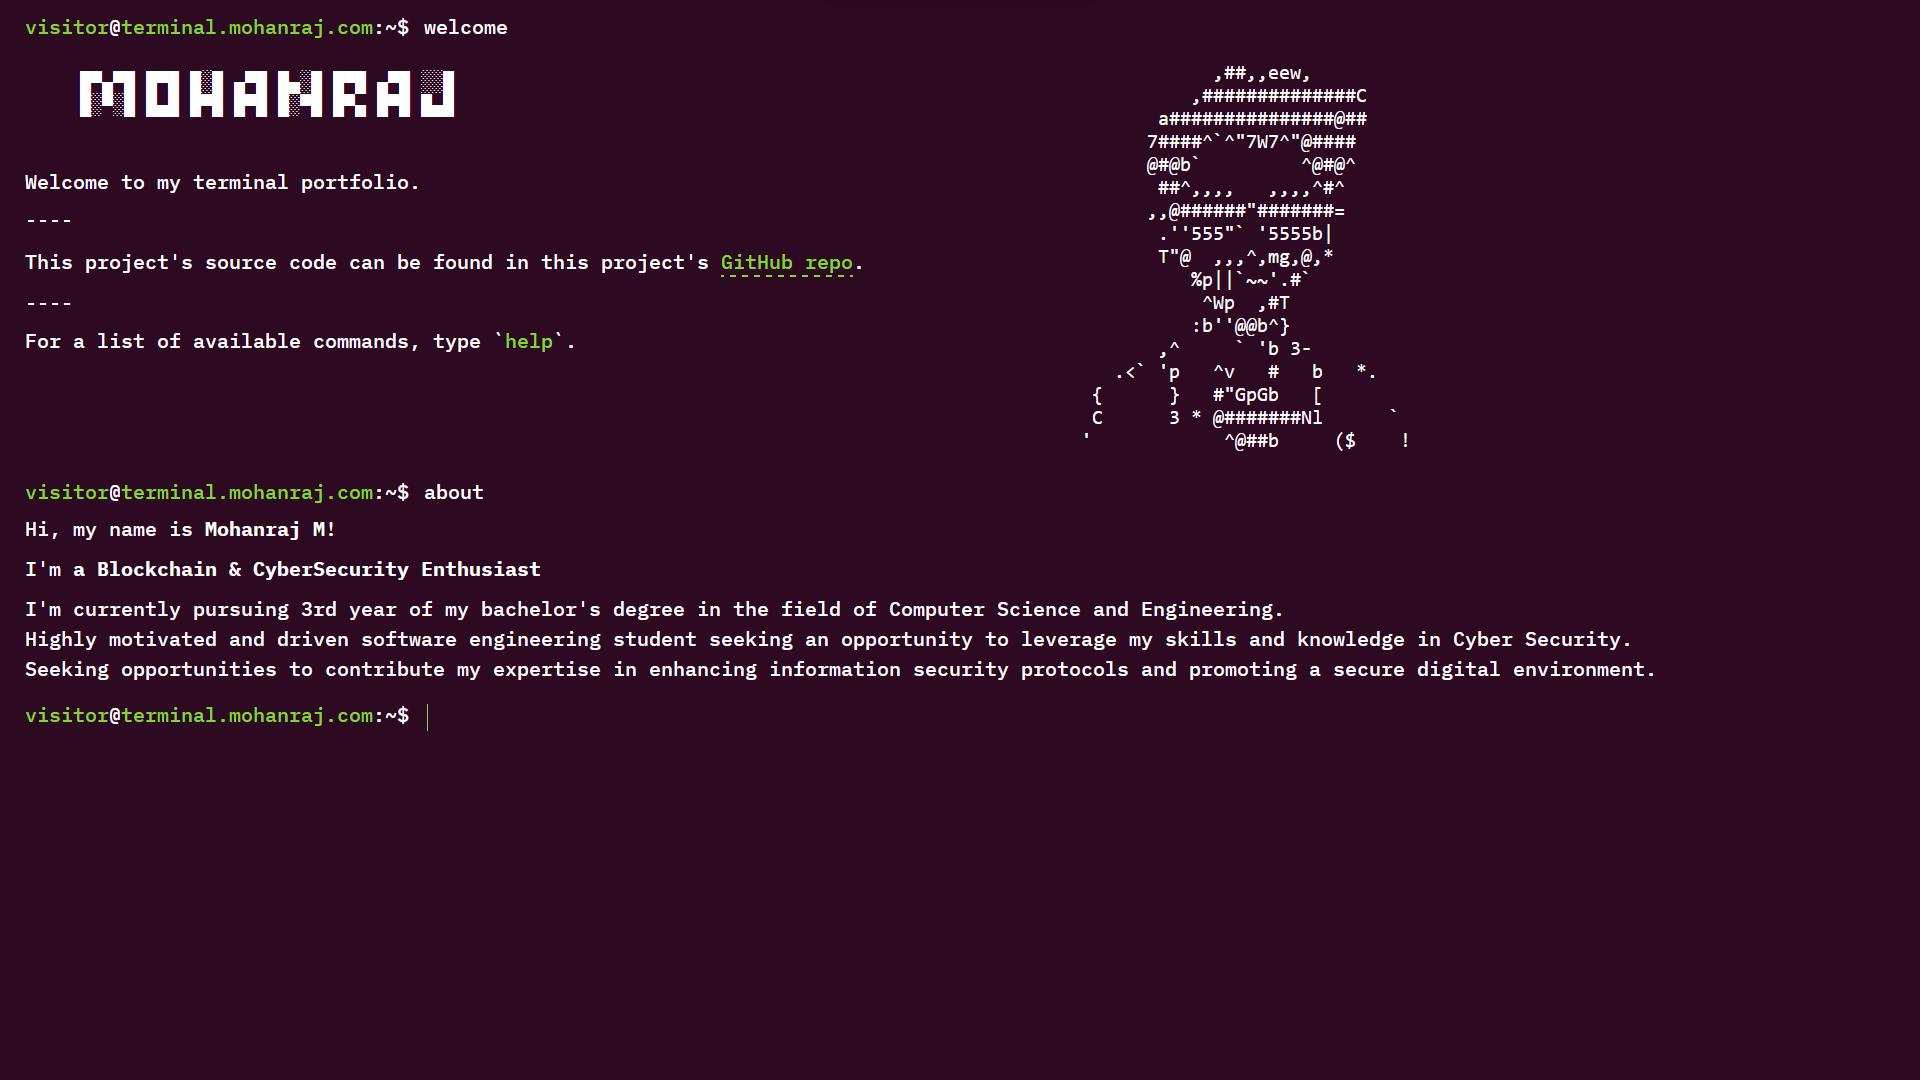 visitor@terminal.mohanraj.com:~$ welcome
MOHANRAJ
Welcome to my terminal portfolio.
----
This project's source code can be found in this project's GitHub repo.
----
For a list of available commands, type `help`.
          ,##,,eew,
        ,##############C
     a###############@##
    7####^`^"7W7^"@####
    @#@b`         ^@#@^
     ##^,,,,   ,,,,^#^
    ,,@######"#######=
     .''555"` '5555b|
     T"@  ,,,^,mg,@,*
        %p||`~~'.#`
         ^Wp  ,#T
        :b''@@b^}
     ,^     ` 'b 3-
 .<` 'p   ^v   #   b   *.
{      }   #"GpGb   [
C      3 * @#######Nl      `
'            ^@##b     ($    !
visitor@terminal.mohanraj.com:~$ about
Hi, my name is Mohanraj M!
I'm a Blockchain & CyberSecurity Enthusiast
I'm currently pursuing 3rd year of my bachelor's degree in the field of Computer Science and Engineering.
Highly motivated and driven software engineering student seeking an opportunity to leverage my skills and knowledge in Cyber Security.
Seeking opportunities to contribute my expertise in enhancing information security protocols and promoting a secure digital environment.
visitor@terminal.mohanraj.com:~$